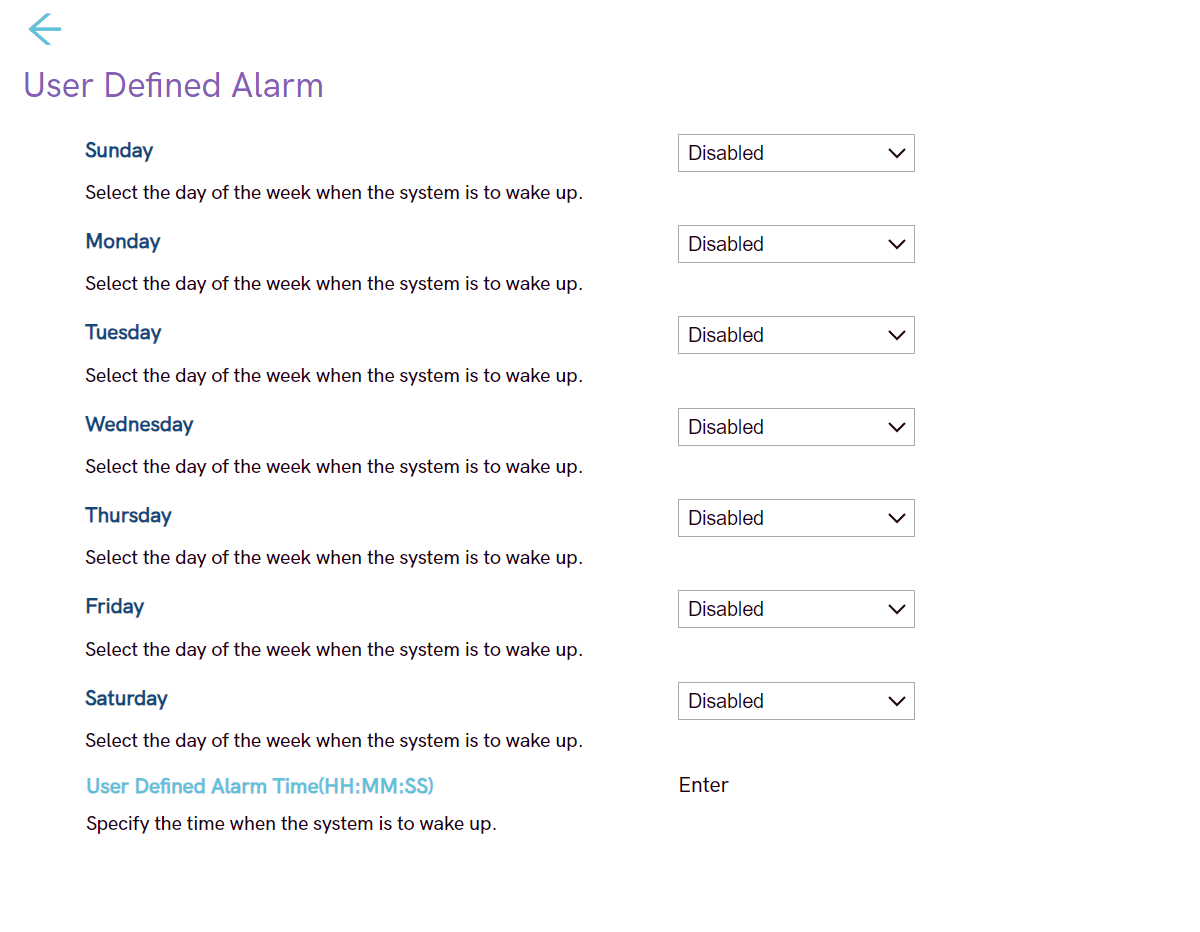 User Defined Alarm
Sunday
Disabled
Select the day of the week when the system is to wake up.
Monday
Disabled
Select the day of the week when the system is to wake up.
Tuesday
Disabled
Select the day of the week when the system is to wake up.
Wednesday
Disabled
Select the day of the week when the system is to wake up.
Thursday
Disabled
Select the day of the week when the system is to wake up.
Friday
Disabled
Select the day of the week when the system is to wake up.
Saturday
Disabled
Select the day of the week when the system is to wake up.
User Defined Alarm Time(HH:MM:SS)
Enter
Specify the time when the system is to wake up.